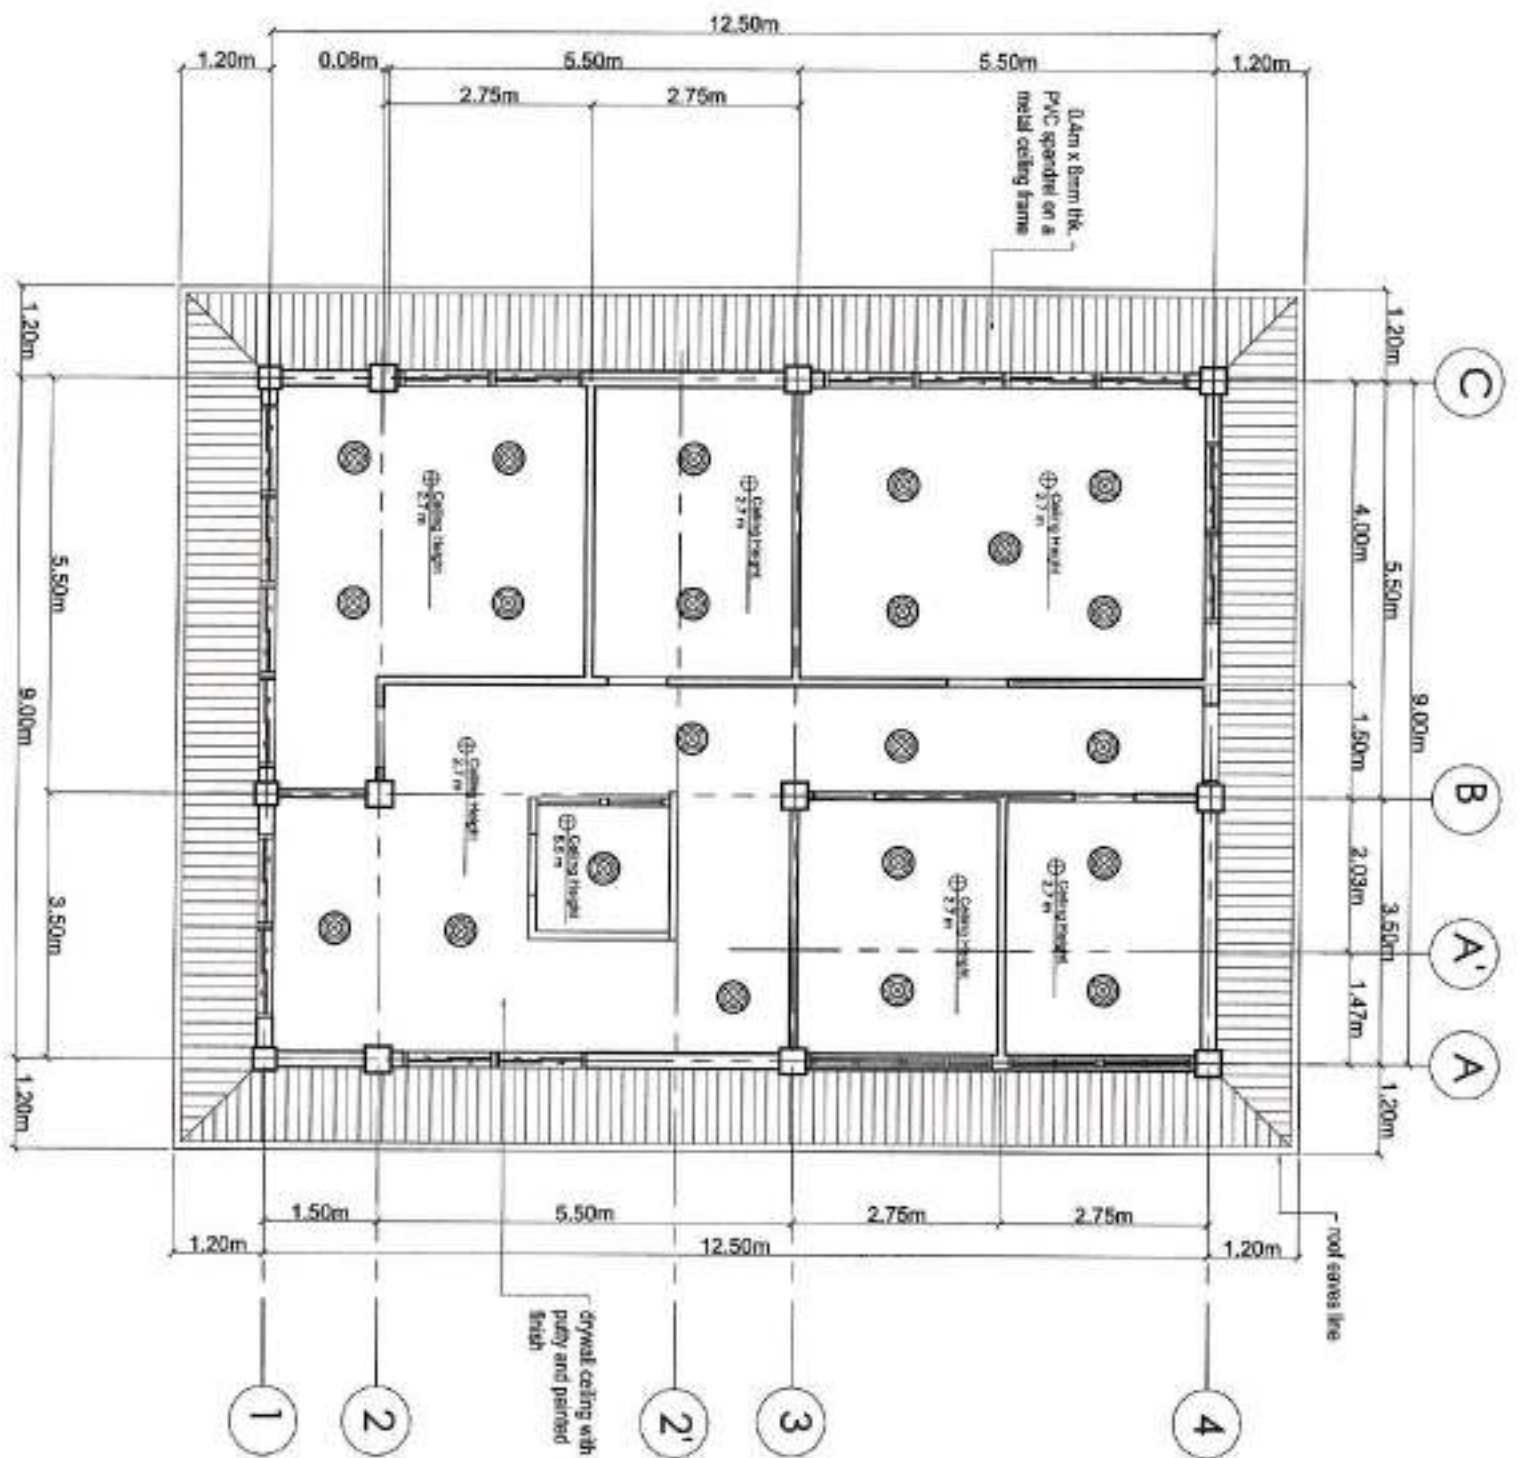 12.50m
1.20m 0.06m 5.50m 5.50m 1.20m
2.75m 2.75m
0.4m x 6mm thk.
PVC spandrel on a
metal ceiling frame
1.20m
1.20m
C
Ceiling Height
2.7 m
Ceiling Height
2.7 m
Ceiling Height
2.7 m
4.00m
5.50m
5.50m
9.00m
9.00m
1.50m
B
Ceiling Height
2.7 m
Ceiling Height
Ceiling Height
2.7 m
Ceiling Height
2.7 m
2.03m
3.50m
3.50m
A'
1.47m
A
1.20m
1.20m
1.50m 5.50m 2.75m 2.75m
1.20m 12.50m 1.20m
roof eaves line
drywall ceiling with
putty and painted
finish
1 2 2' 3 4